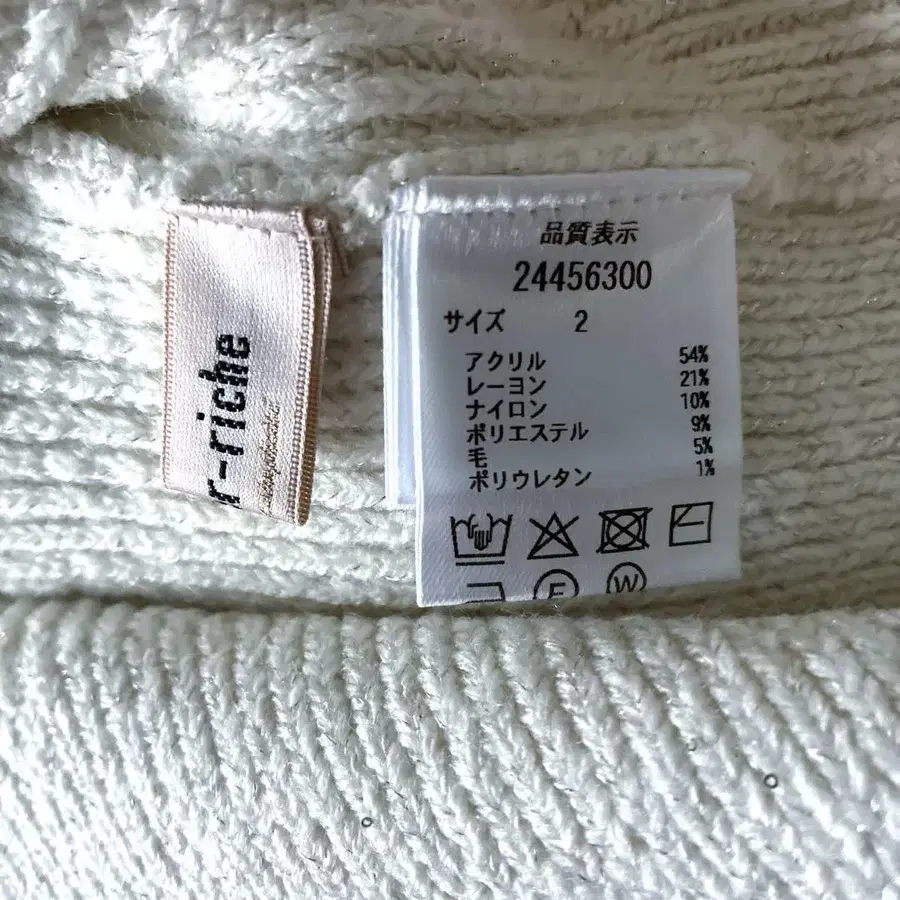 r-riche
品質表示
24456300
サイズ 2
アクリル 54%
レーヨン 21%
ナイロン 10%
ポリエステル 9%
毛 5%
ポリウレタン 1%
F W